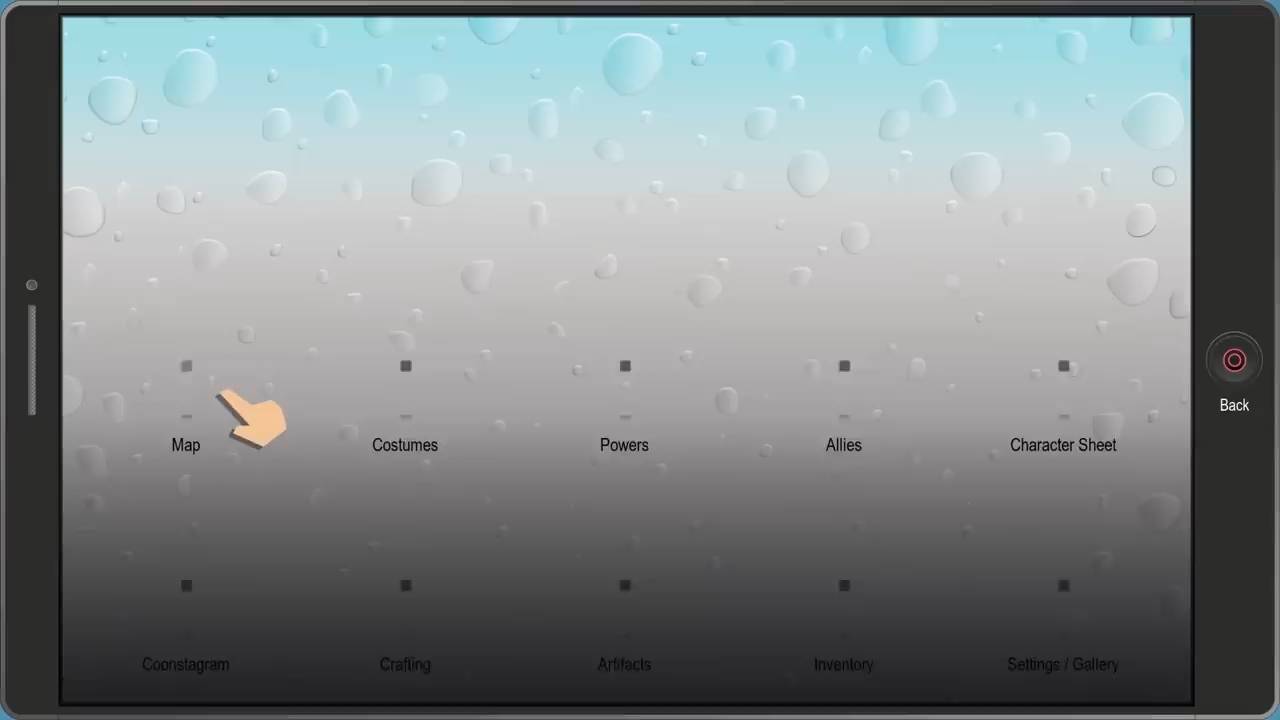 Back
Map
Costumes
Powers
Allies
Character Sheet
Coonstagram
Crafting
Artifacts
Inventory
Settings / Gallery